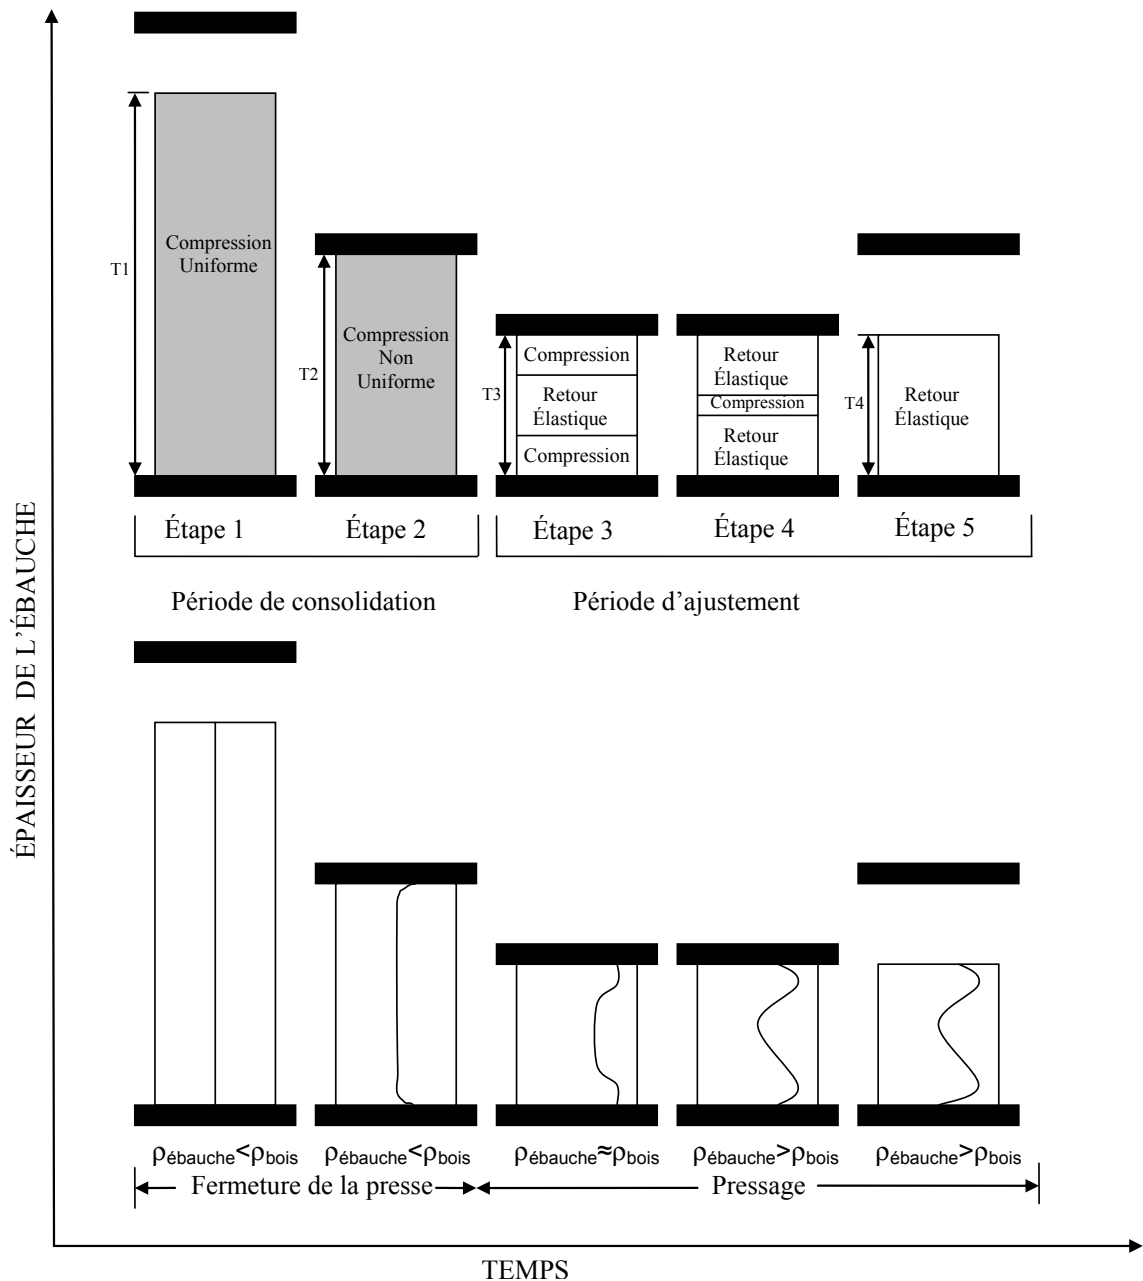 Compression
Uniforme
T1
Compression
Non
Uniforme
T2
Compression
Retour
Élastique
Compression
T3
Retour
Élastique
Compression
Retour
Élastique
Retour
Élastique
T4
Étape 1
Étape 2
Étape 3
Étape 4
Étape 5
Période de consolidation
Période d’ajustement
ÉPAISSEUR DE L’ÉBAUCHE
ρébauche<ρbois
ρébauche<ρbois
ρébauche≈ρbois
ρébauche>ρbois
ρébauche>ρbois
Fermeture de la presse
Pressage
TEMPS